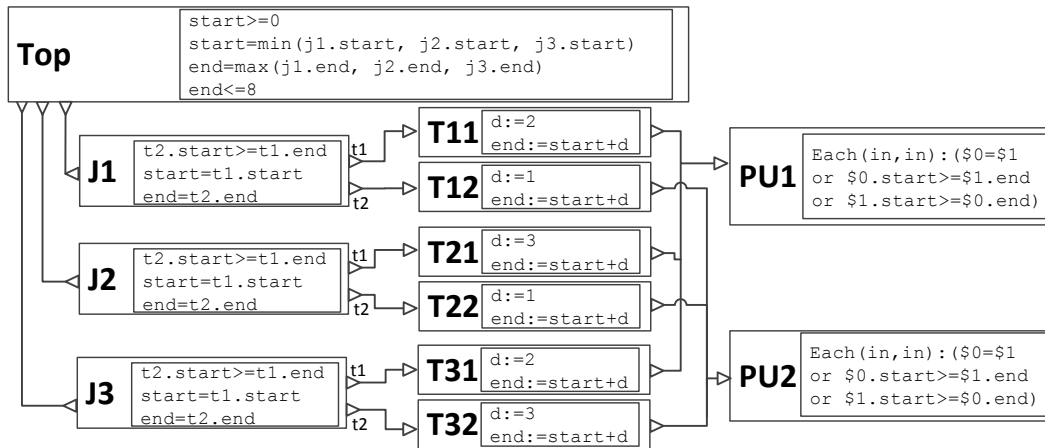 Top
start>=0
start=min(j1.start, j2.start, j3.start)
end=max(j1.end, j2.end, j3.end)
end<=8
J1
t2.start>=t1.end
start=t1.start
end=t2.end
t1
t2
T11
d:=2
end:=start+d
T12
d:=1
end:=start+d
PU1
Each(in,in):($0=$1
or $0.start>=$1.end
or $1.start>=$0.end)
J2
t2.start>=t1.end
start=t1.start
end=t2.end
t1
t2
T21
d:=3
end:=start+d
T22
d:=1
end:=start+d
J3
t2.start>=t1.end
start=t1.start
end=t2.end
t1
t2
T31
d:=2
end:=start+d
T32
d:=3
end:=start+d
PU2
Each(in,in):($0=$1
or $0.start>=$1.end
or $1.start>=$0.end)